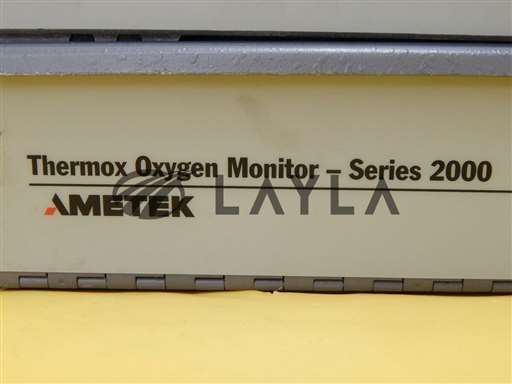 Thermox Oxygen Monitor – Series 2000
AMETEK
LAYLA